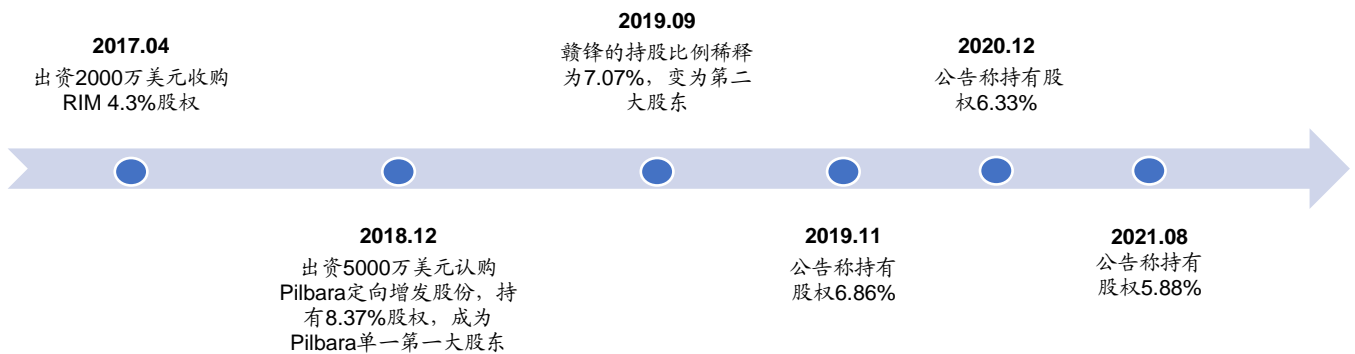 2017.04
出资2000万美元收购
RIM 4.3%股权
2018.12
出资5000万美元认购
Pilbara定向增发股份，持
有8.37%股权，成为
Pilbara单一第一大股东
2019.09
赣锋的持股比例稀释
为7.07%，变为第二
大股东
2019.11
公告称持有
股权6.86%
2020.12
公告称持有股
权6.33%
2021.08
公告称持有
股权5.88%